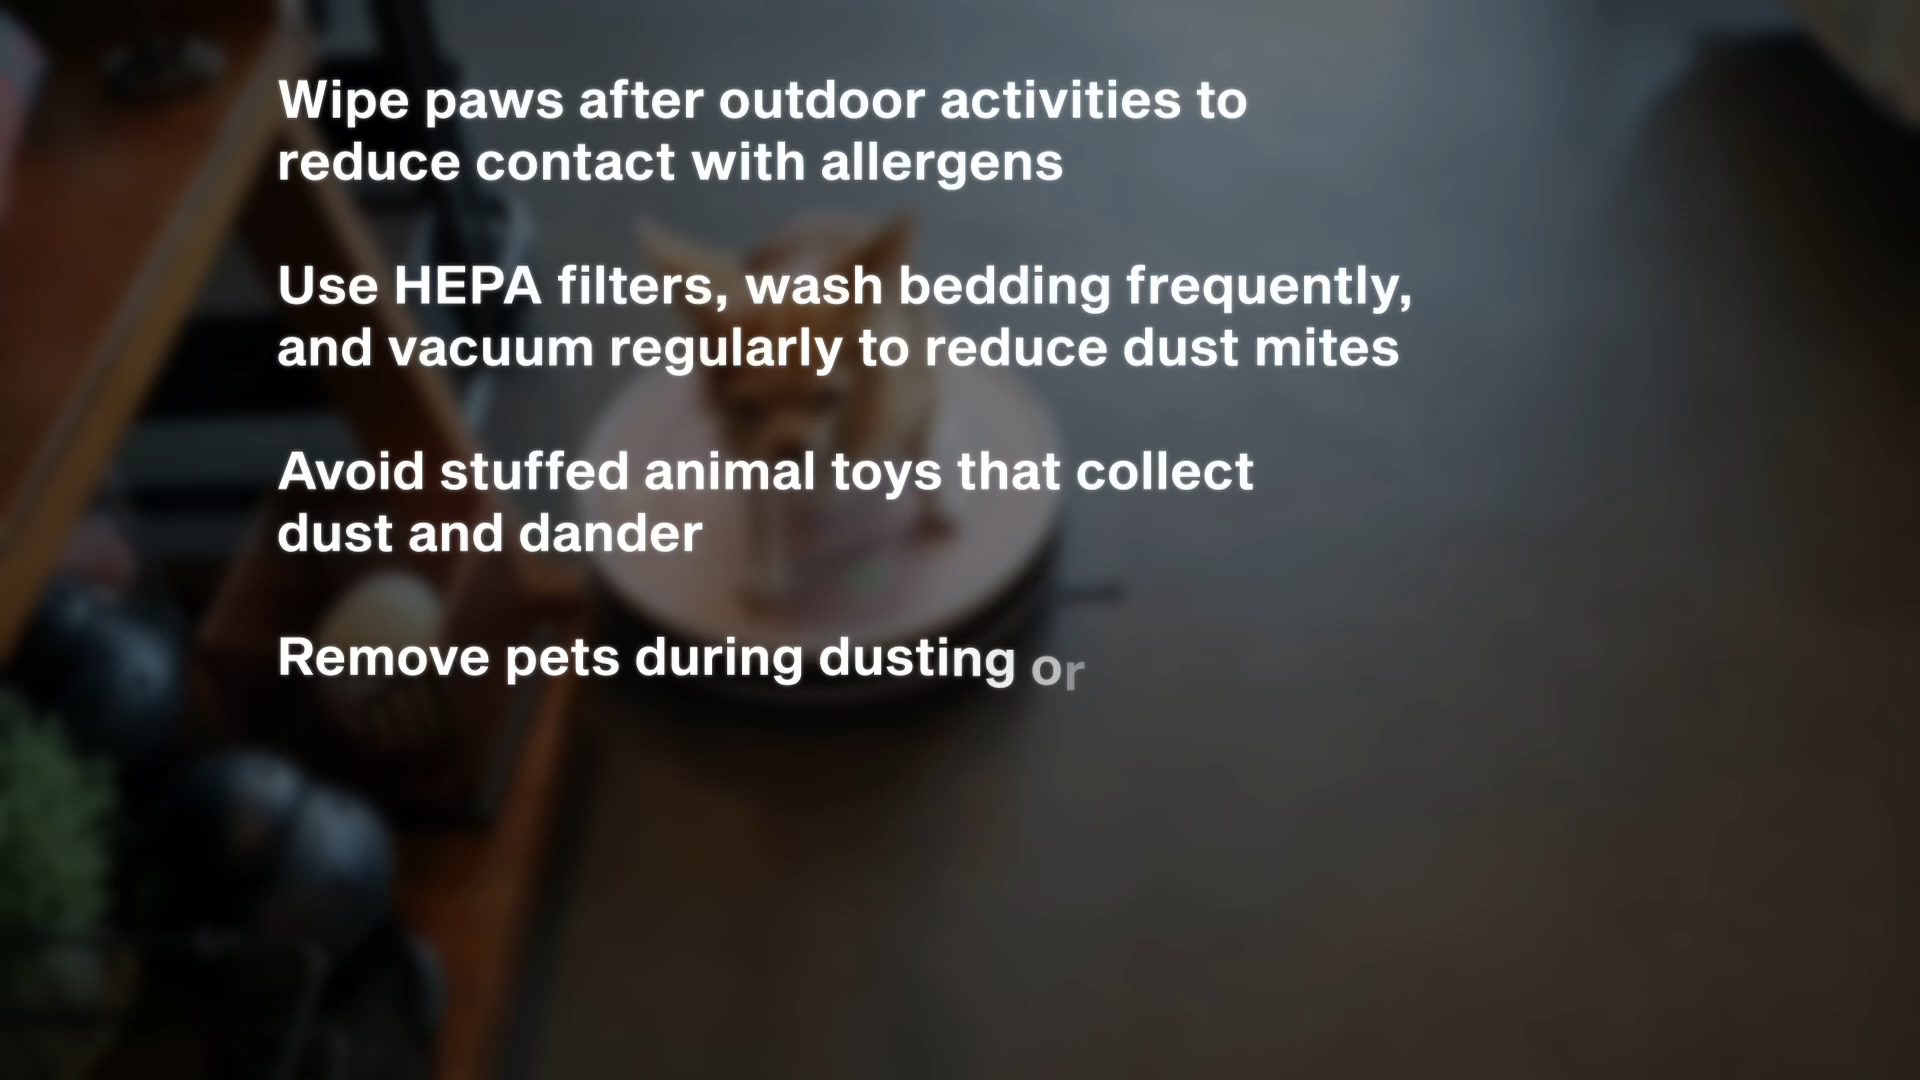 Wipe paws after outdoor activities to
reduce contact with allergens
Use HEPA filters, wash bedding frequently,
and vacuum regularly to reduce dust mites
Avoid stuffed animal toys that collect
dust and dander
Remove pets during dusting or